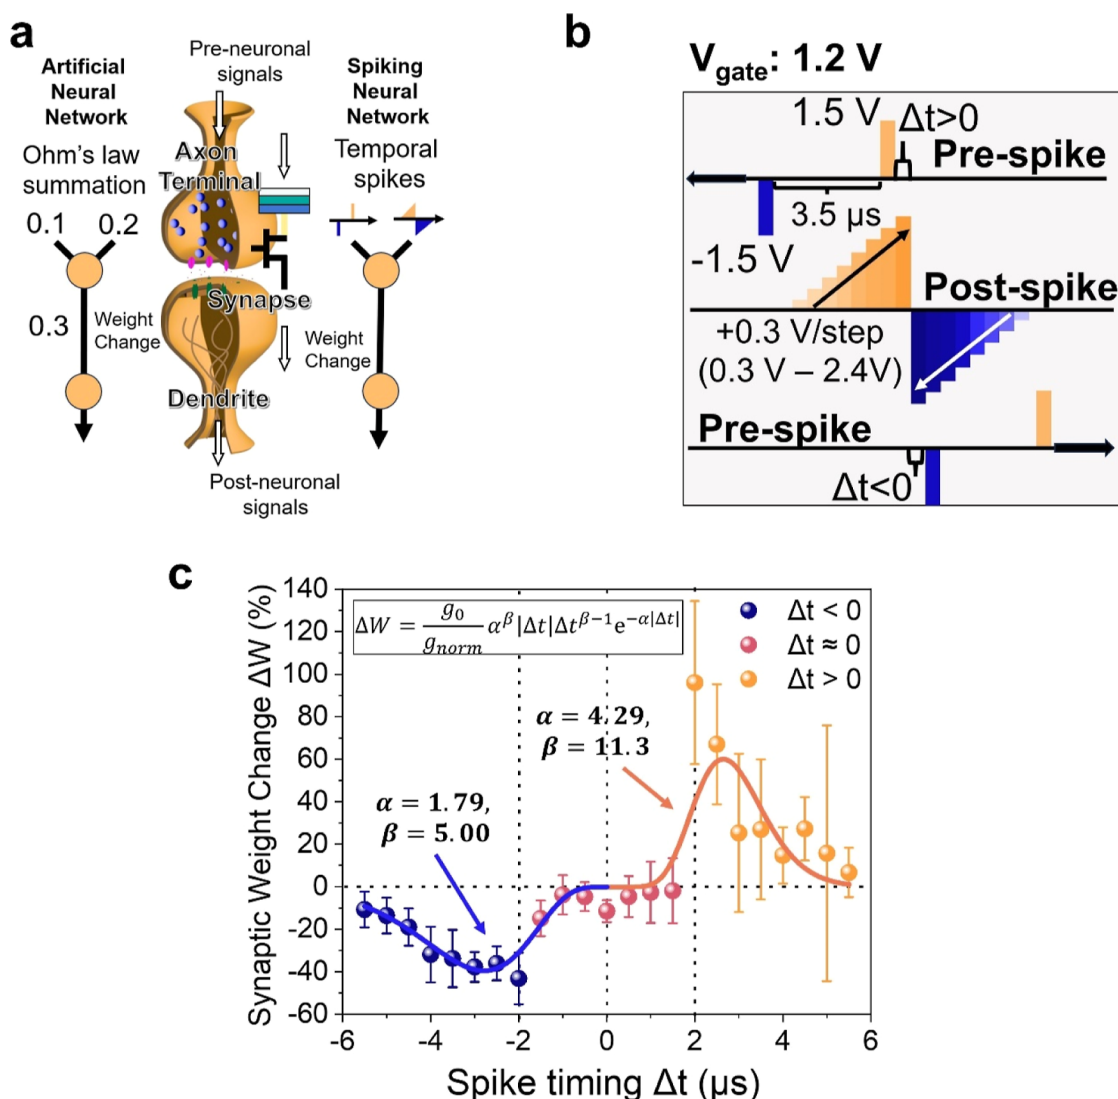 a
Pre-neuronal
signals
Artificial
Neural
Network
Spiking
Neural
Network
Ohm's law
summation
Axon
Terminal
Temporal
spikes
0.1
0.2
Synapse
0.3
Weight
Change
Weight
Change
Dendrite
Post-neuronal
signals
b
Vgate: 1.2 V
1.5 V
Δt>0
Pre-spike
3.5 μs
-1.5 V
Post-spike
+0.3 V/step
(0.3 V – 2.4V)
Pre-spike
Δt<0
c
Synaptic Weight Change ΔW (%)
140
120
100
80
60
40
20
0
-20
-40
-60
ΔW = g0/gnorm α^β|Δt|Δt^β−1e^−α|Δt|
Δt < 0
Δt ≈ 0
Δt > 0
α = 4.29,
β = 11.3
α = 1.79,
β = 5.00
-6 -4 -2 0 2 4 6
Spike timing Δt (μs)